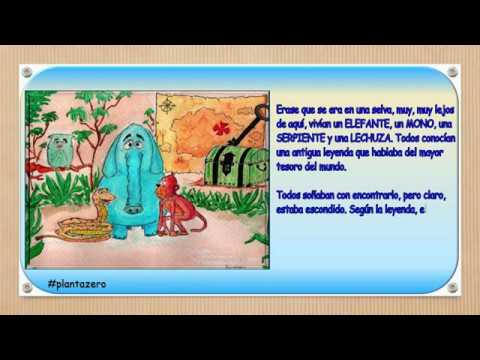 Erase que se era en una selva, muy, muy lejos
de aquí, vivían un ELEFANTE, un MONO, una
SERPIENTE y una LECHUZA. Todos conocían
una antigua leyenda que hablaba del mayor
tesoro del mundo.
Todos soñaban con encontrarlo, pero claro,
estaba escondido. Según la leyenda, e
#plantazero